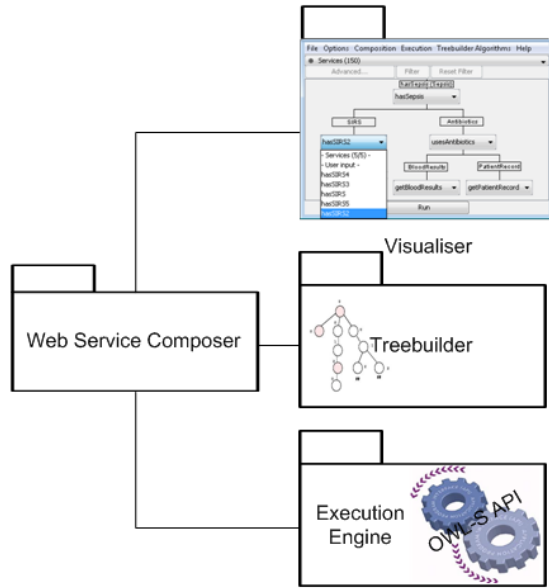 File Options Composition Execution Treebuilder Algorithms Help
Services (150)
Advanced... Filter Reset Filter
hasSepsis (Sepsis)
hasSepsis
SIRS Antibiotics
hasSIRS2 usesAntibiotics
- Services (5/5) -
- User input -
hasSIRS4
hasSIRS3
hasSIRS
hasSIRS5
hasSIRS2
BloodResults PatientRecord
getBloodResults getPatientRecord
Run
Visualiser
Web Service Composer
Treebuilder
Execution
Engine
OWL-S API